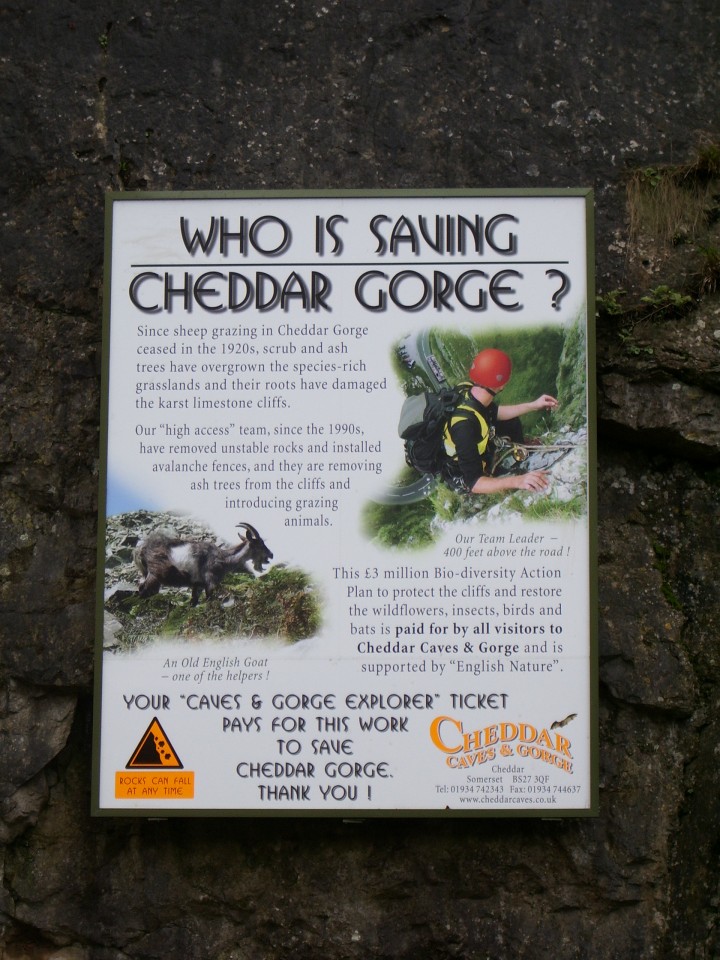 WHO IS SAVING
CHEDDAR GORGE ?
Since sheep grazing in Cheddar Gorge
ceased in the 1920s, scrub and ash
trees have overgrown the species-rich
grasslands and their roots have damaged
the karst limestone cliffs.
Our “high access” team, since the 1990s,
have removed unstable rocks and installed
avalanche fences, and they are removing
ash trees from the cliffs and
introducing grazing
animals.
Our Team Leader –
400 feet above the road !
An Old English Goat
– one of the helpers !
This £3 million Bio-diversity Action
Plan to protect the cliffs and restore
the wildflowers, insects, birds and
bats is paid for by all visitors to
Cheddar Caves & Gorge and is
supported by “English Nature”.
YOUR “CAVES & GORGE EXPLORER” TICKET
PAYS FOR THIS WORK
TO SAVE
CHEDDAR GORGE.
THANK YOU !
ROCKS CAN FALL
AT ANY TIME
CHEDDAR
CAVES & GORGE
Cheddar
Somerset BS27 3QF
Tel: 01934 742343 Fax: 01934 744637
www.cheddarcaves.co.uk